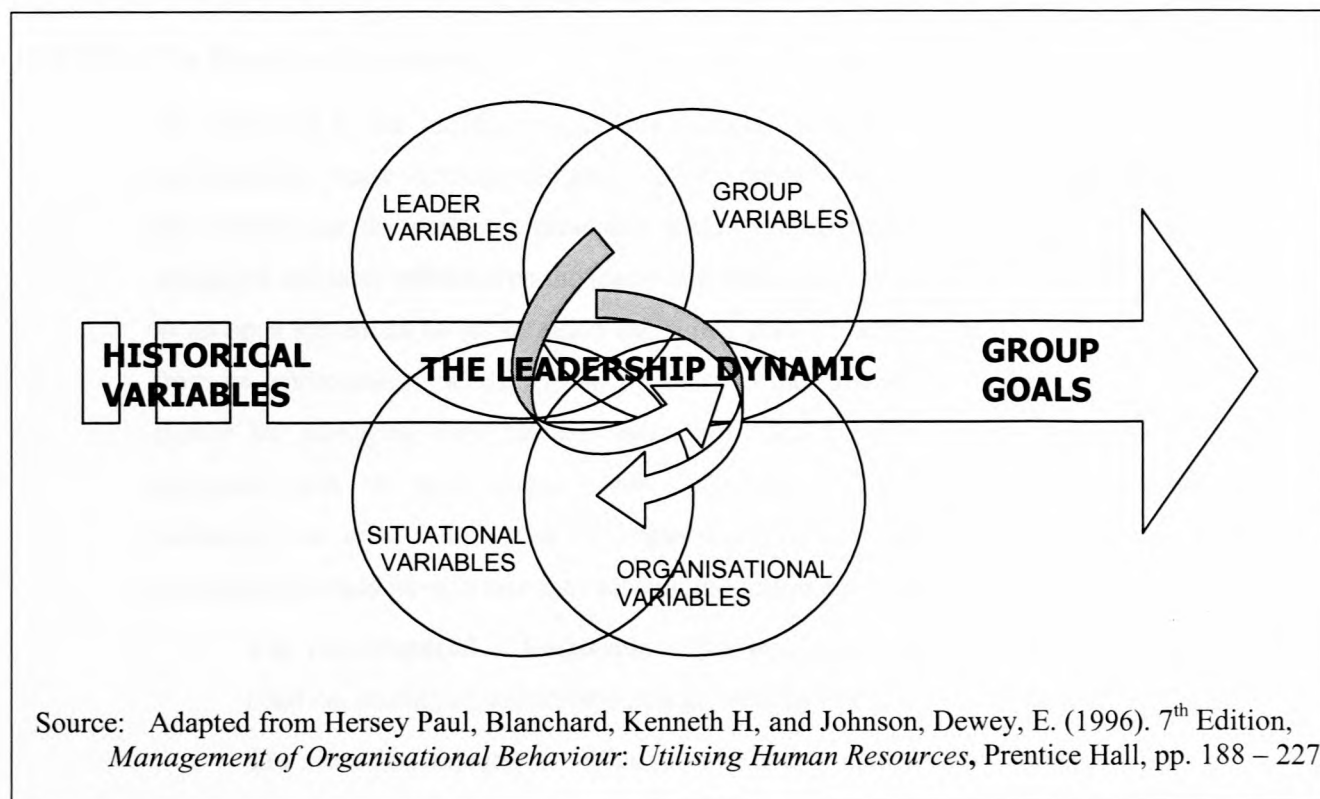 LEADER
VARIABLES
GROUP
VARIABLES
HISTORICAL
VARIABLES
THE LEADERSHIP DYNAMIC
GROUP
GOALS
SITUATIONAL
VARIABLES
ORGANISATIONAL
VARIABLES
Source: Adapted from Hersey Paul, Blanchard, Kenneth H, and Johnson, Dewey, E. (1996). 7th Edition,
Management of Organisational Behaviour: Utilising Human Resources, Prentice Hall, pp. 188 – 227